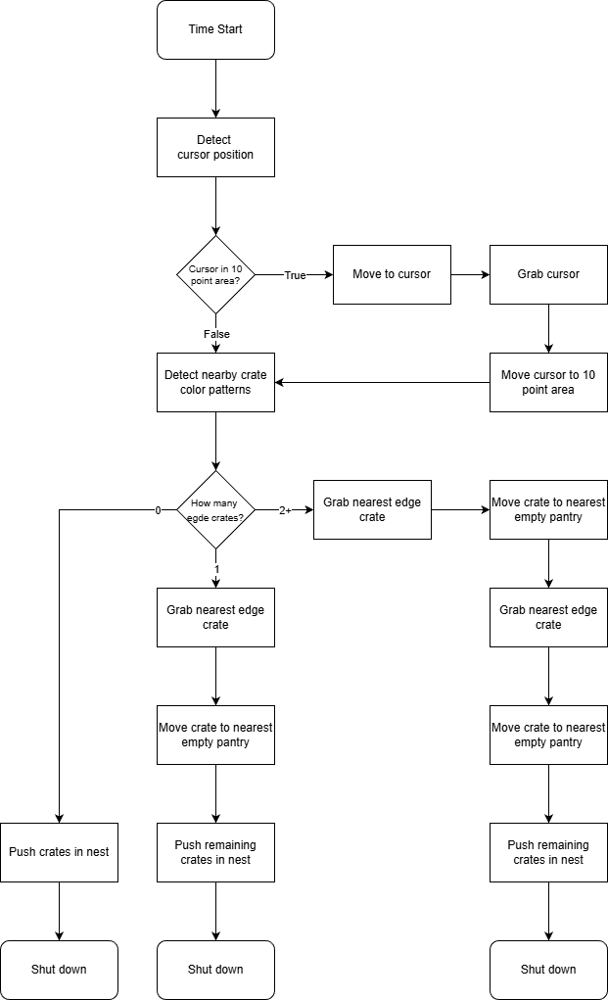 Time Start
Detect
cursor position
Cursor in 10
point area?
True
Move to cursor
Grab cursor
False
Detect nearby crate
color patterns
Move cursor to 10
point area
How many
egde crates?
0
2+
Grab nearest edge
crate
Move crate to nearest
empty pantry
1
Grab nearest edge
crate
Grab nearest edge
crate
Move crate to nearest
empty pantry
Move crate to nearest
empty pantry
Push crates in nest
Push remaining
crates in nest
Push remaining
crates in nest
Shut down
Shut down
Shut down